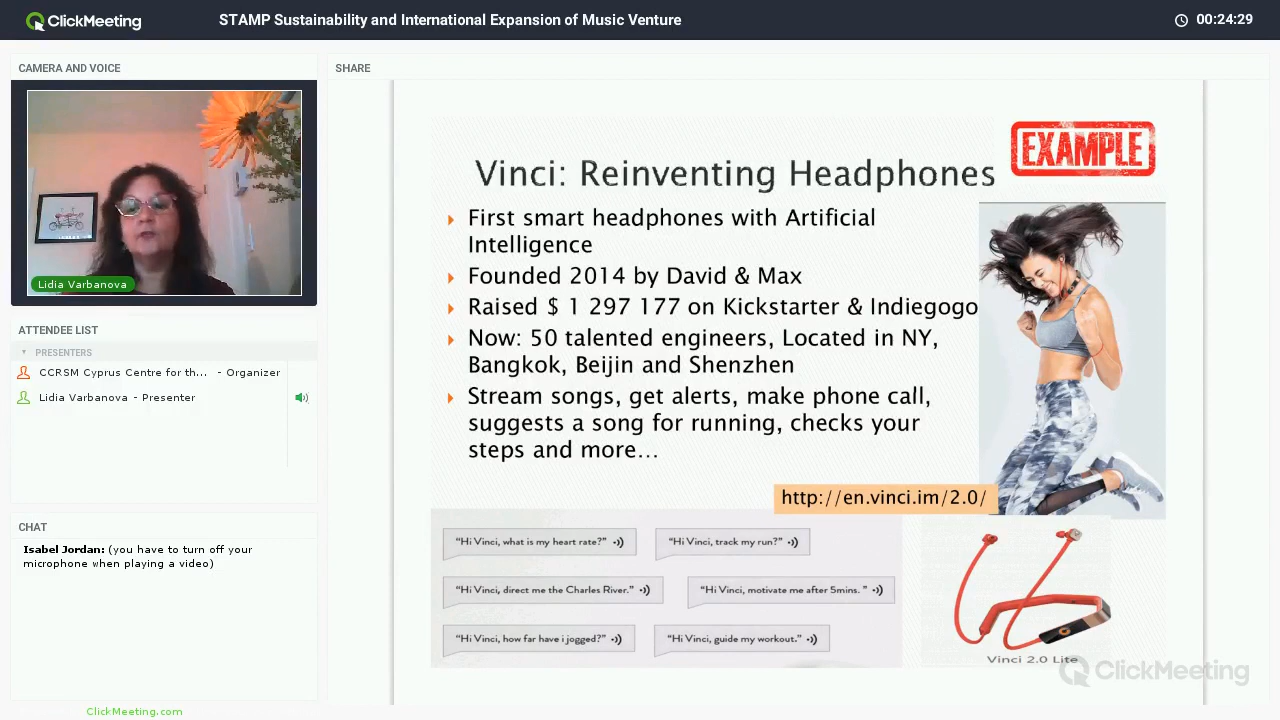 ClickMeeting
STAMP Sustainability and International Expansion of Music Venture
00:24:29
CAMERA AND VOICE
Lidia Varbanova
ATTENDEE LIST
PRESENTERS
CCRSM Cyprus Centre for th... - Organizer
Lidia Varbanova - Presenter
CHAT
Isabel Jordan: (you have to turn off your
microphone when playing a video)
ClickMeeting.com
SHARE
EXAMPLE
Vinci: Reinventing Headphones
First smart headphones with Artificial
Intelligence
Founded 2014 by David & Max
Raised $ 1 297 177 on Kickstarter & Indiegogo
Now: 50 talented engineers, Located in NY,
Bangkok, Beijin and Shenzhen
Stream songs, get alerts, make phone call,
suggests a song for running, checks your
steps and more...
http://en.vinci.im/2.0/
"Hi Vinci, what is my heart rate?"
"Hi Vinci, track my run?"
"Hi Vinci, direct me the Charles River."
"Hi Vinci, motivate me after 5mins. "
"Hi Vinci, how far have i jogged?"
"Hi Vinci, guide my workout."
Vinci 2.0 Lite
ClickMeeting